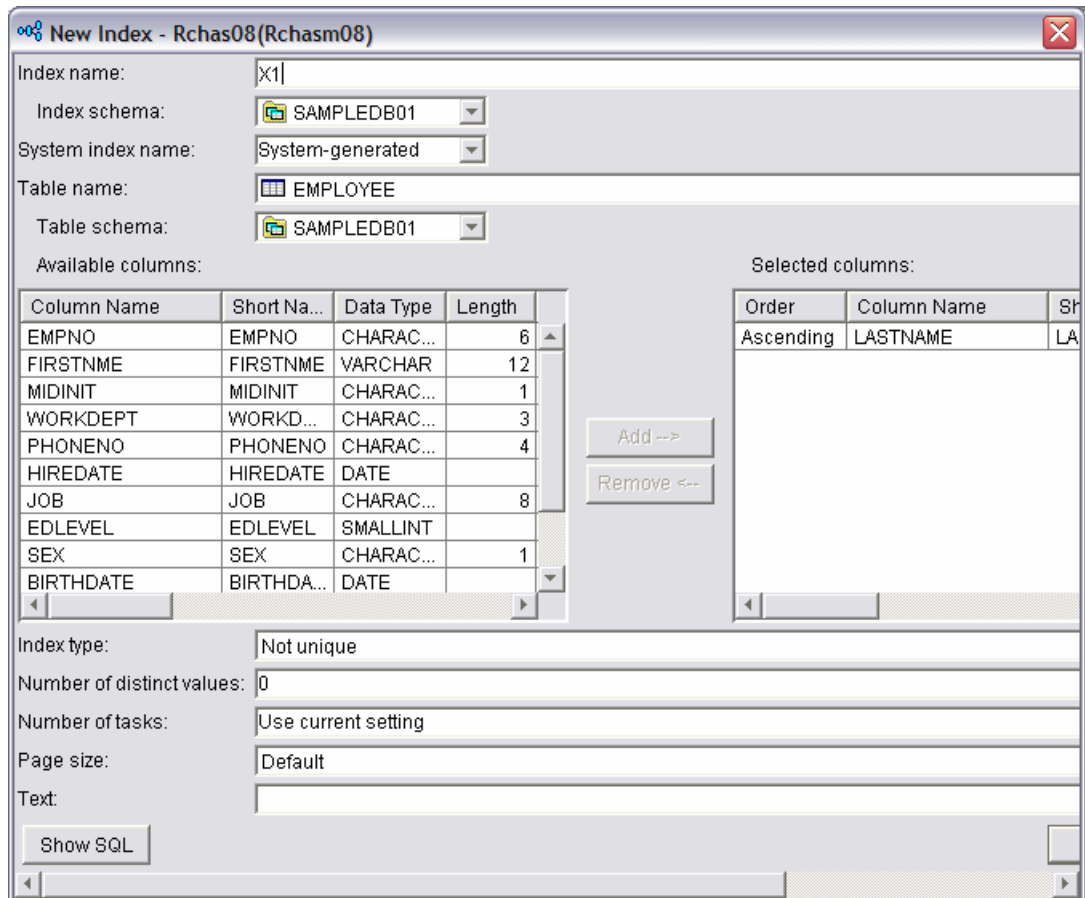 New Index - Rchas08(Rchasm08)
Index name: X1
Index schema: SAMPLEDB01
System index name: System-generated
Table name: EMPLOYEE
Table schema: SAMPLEDB01
Available columns: Selected columns:
Column Name Short Na... Data Type Length Order Column Name Sh
EMPNO EMPNO CHARAC... 6 Ascending LASTNAME LA
FIRSTNME FIRSTNME VARCHAR 12
MIDINIT MIDINIT CHARAC... 1
WORKDEPT WORKD... CHARAC... 3
PHONENO PHONENO CHARAC... 4
Add -->
HIREDATE HIREDATE DATE
Remove <--
JOB JOB CHARAC... 8
EDLEVEL EDLEVEL SMALLINT
SEX SEX CHARAC... 1
BIRTHDATE BIRTHDA... DATE
Index type: Not unique
Number of distinct values: 0
Number of tasks: Use current setting
Page size: Default
Text:
Show SQL